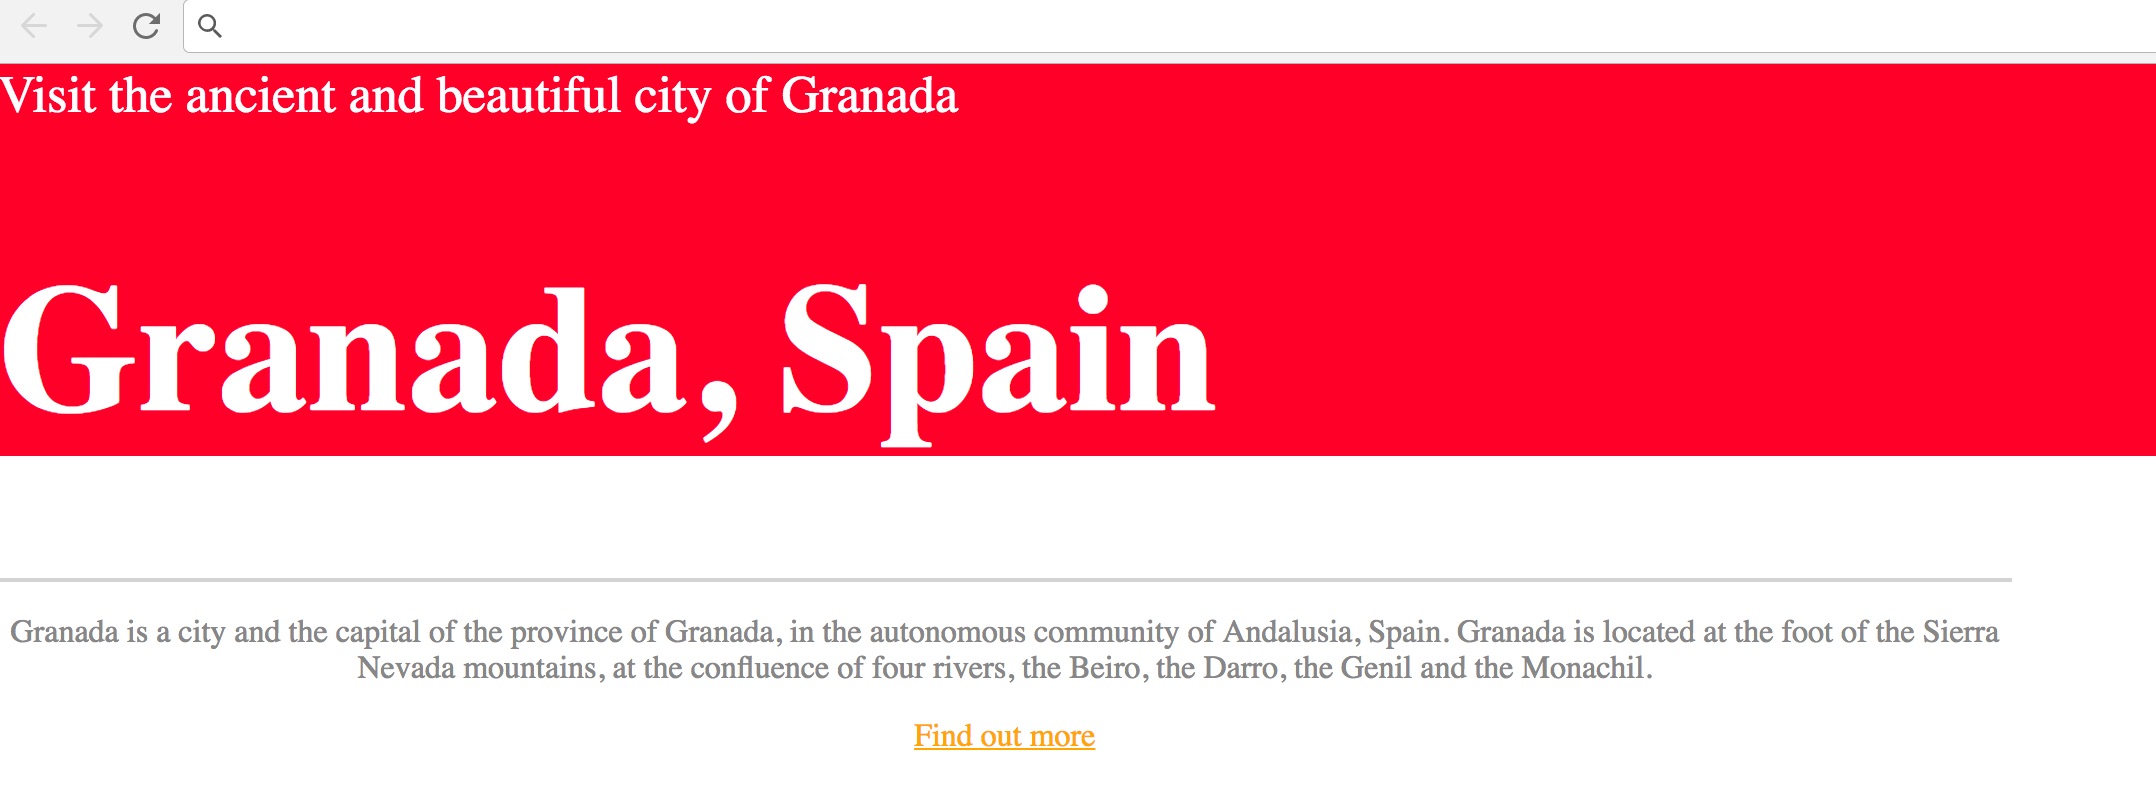 Visit the ancient and beautiful city of Granada
Granada, Spain
Granada is a city and the capital of the province of Granada, in the autonomous community of Andalusia, Spain. Granada is located at the foot of the Sierra
Nevada mountains, at the confluence of four rivers, the Beiro, the Darro, the Genil and the Monachil.
Find out more